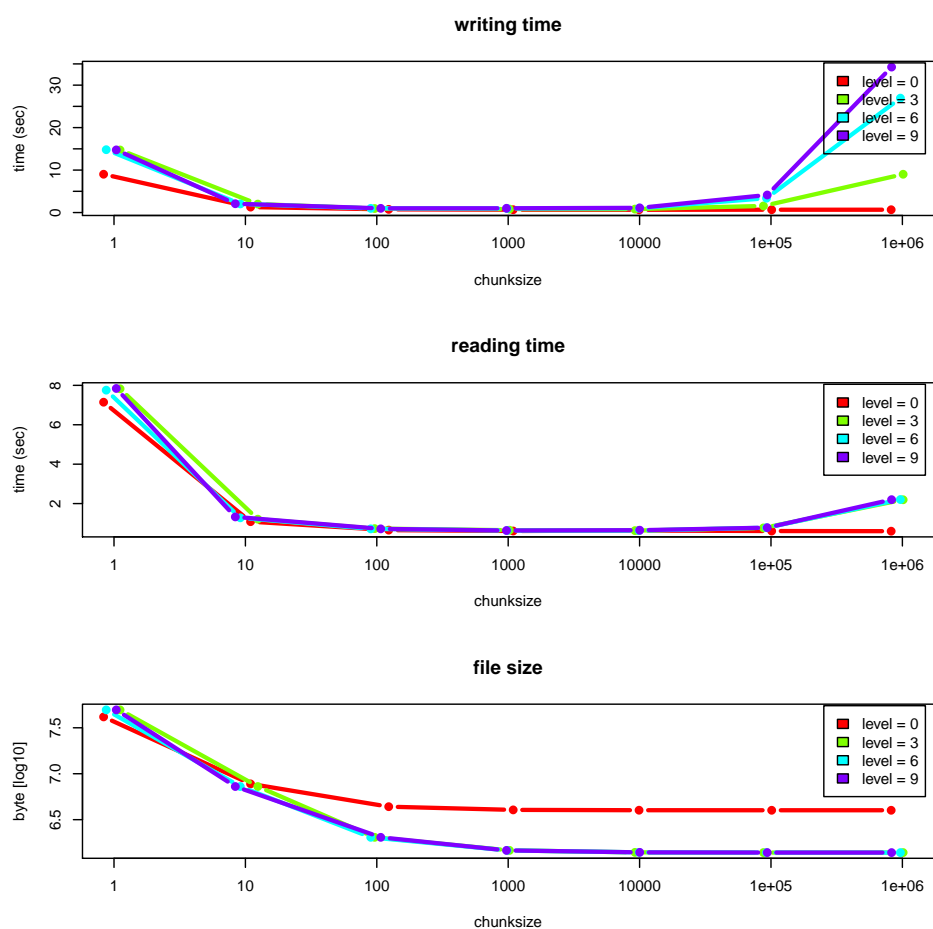 writing time
time (sec)
0
10
20
30
level = 0
level = 3
level = 6
level = 9
1
10
100
1000
10000
1e+05
1e+06
chunksize
reading time
time (sec)
2
4
6
8
level = 0
level = 3
level = 6
level = 9
1
10
100
1000
10000
1e+05
1e+06
chunksize
file size
byte [log10]
6.5
7.0
7.5
level = 0
level = 3
level = 6
level = 9
1
10
100
1000
10000
1e+05
1e+06
chunksize